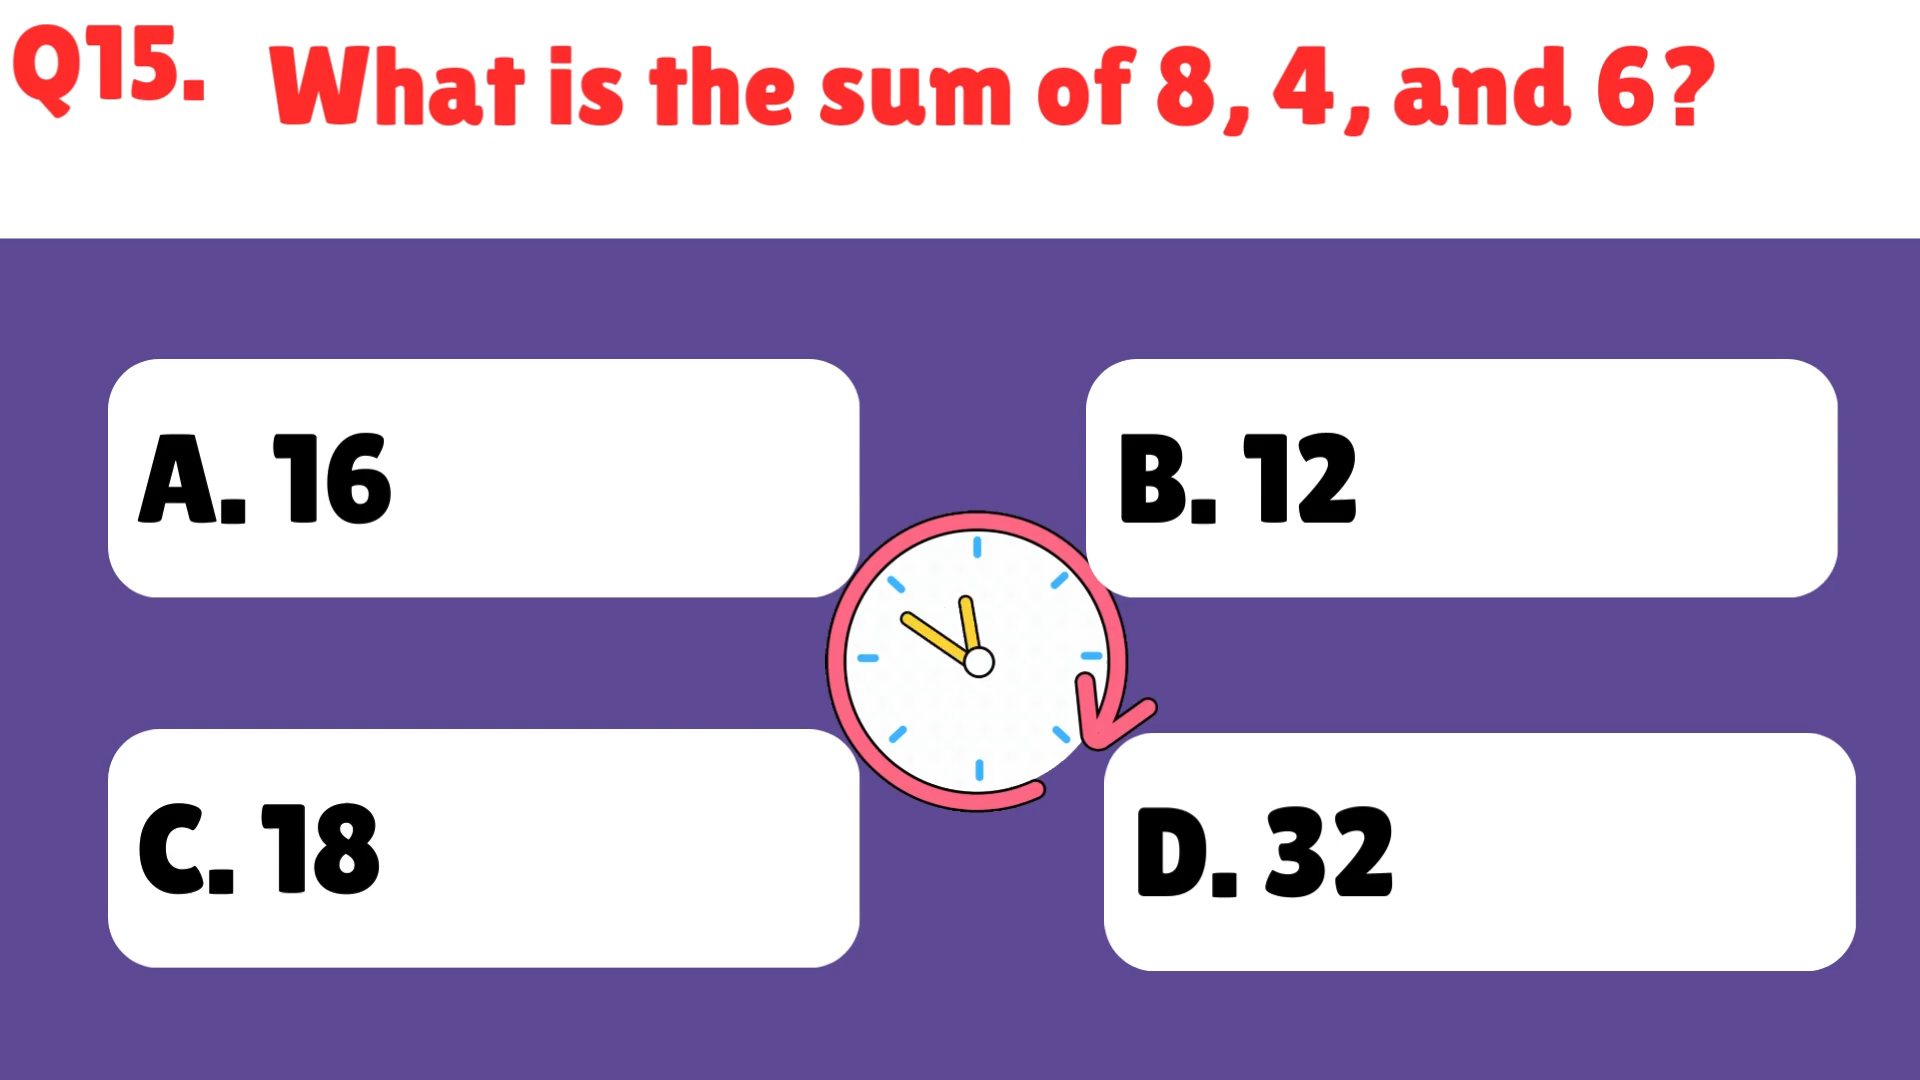 Q15. What is the sum of 8, 4, and 6?
A. 16
B. 12
C. 18
D. 32